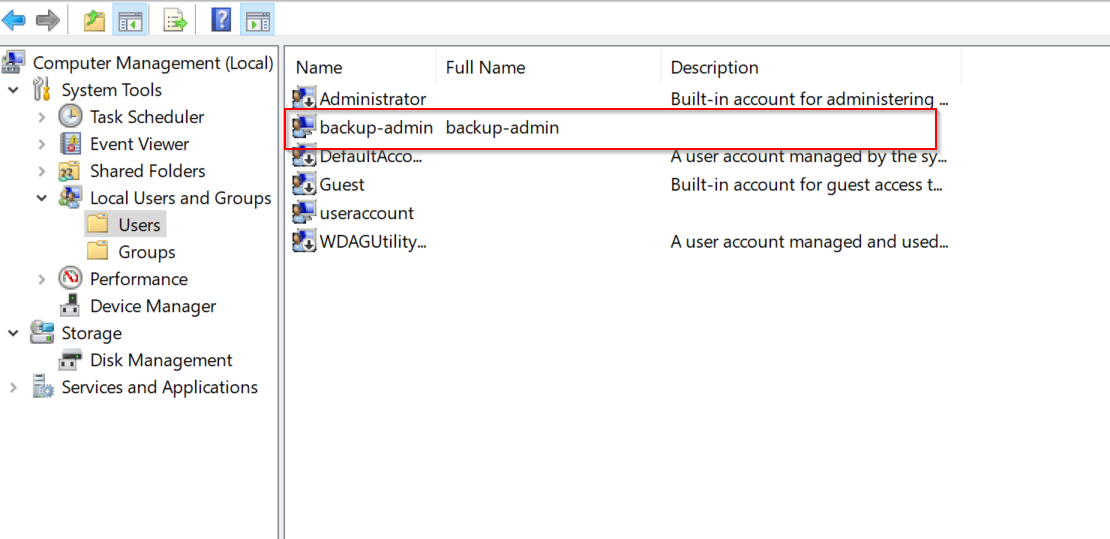 Computer Management (Local)
System Tools
Task Scheduler
Event Viewer
Shared Folders
Local Users and Groups
Users
Groups
Performance
Device Manager
Storage
Disk Management
Services and Applications
Name Full Name Description
Administrator Built-in account for administering ...
backup-admin backup-admin
DefaultAcco... A user account managed by the sy...
Guest Built-in account for guest access t...
useraccount
WDAGUtility... A user account managed and used...